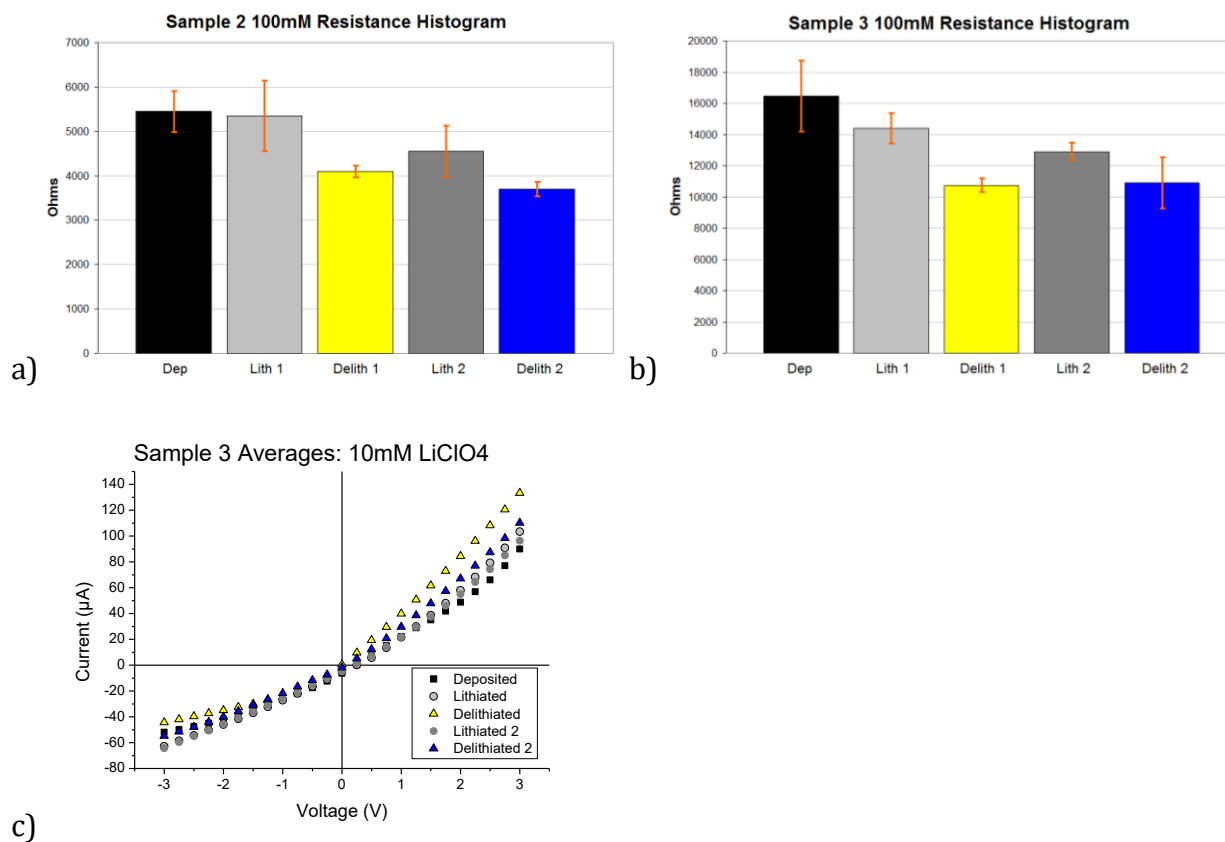 Sample 2 100mM Resistance Histogram
7000
6000
5000
4000
3000
2000
1000
0
Ohms
Dep Lith 1 Delith 1 Lith 2 Delith 2
a)
Sample 3 100mM Resistance Histogram
20000
18000
16000
14000
12000
10000
8000
6000
4000
2000
0
Ohms
Dep Lith 1 Delith 1 Lith 2 Delith 2
b)
Sample 3 Averages: 10mM LiClO4
140
120
100
80
60
40
20
0
-20
-40
-60
-80
Current (µA)
Deposited
Lithiated
Delithiated
Lithiated 2
Delithiated 2
-3 -2 -1 0 1 2 3
Voltage (V)
c)